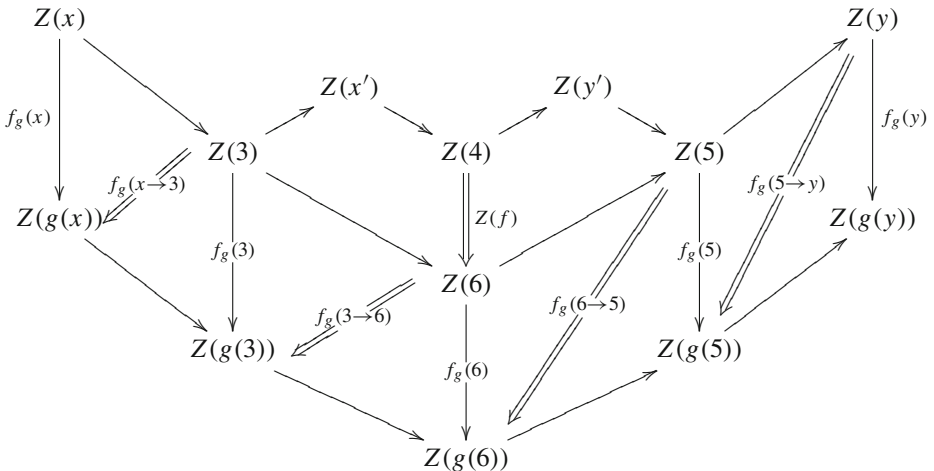 Z(x) Z(y)
Z(x′) Z(y′)
f_g(x) f_g(y)
Z(3) Z(4) Z(5)
f_g(x→3) f_g(5→y)
Z(g(x)) Z(f) Z(g(y))
f_g(3) f_g(5)
Z(6)
f_g(3→6) f_g(6→5)
Z(g(3)) Z(g(5))
f_g(6)
Z(g(6))